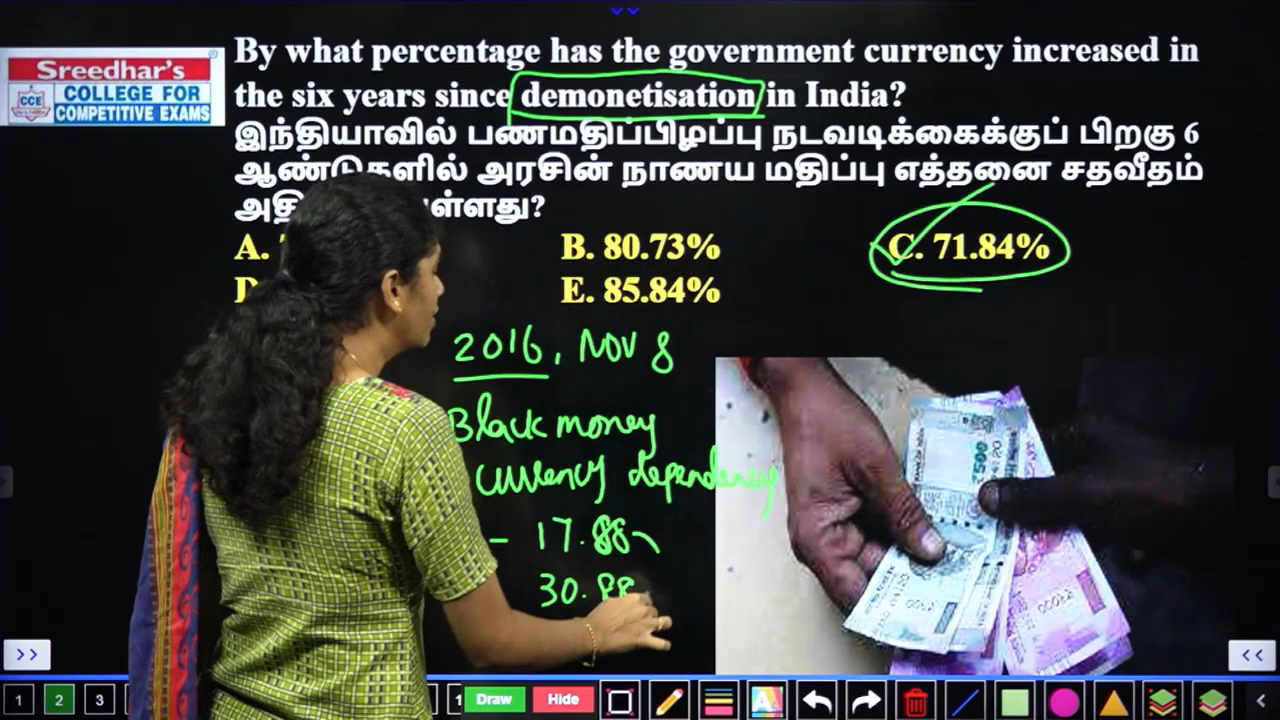 Sreedhar's
CCE
COLLEGE FOR
COMPETITIVE EXAMS
By what percentage has the government currency increased in
the six years since demonetisation in India?
இந்தியாவில் பணமதிப்பிழப்பு நடவடிக்கைக்குப் பிறகு 6
ஆண்டுகளில் அரசின் நாணய மதிப்பு எத்தனை சதவீதம்
A.
B. 80.73%
C. 71.84%
D
E. 85.84%
2016, Nov 8
Black money
currency dependency
- 17.88
30.88
₹500
>>
<<
1
2
3
1
Draw
Hide
A